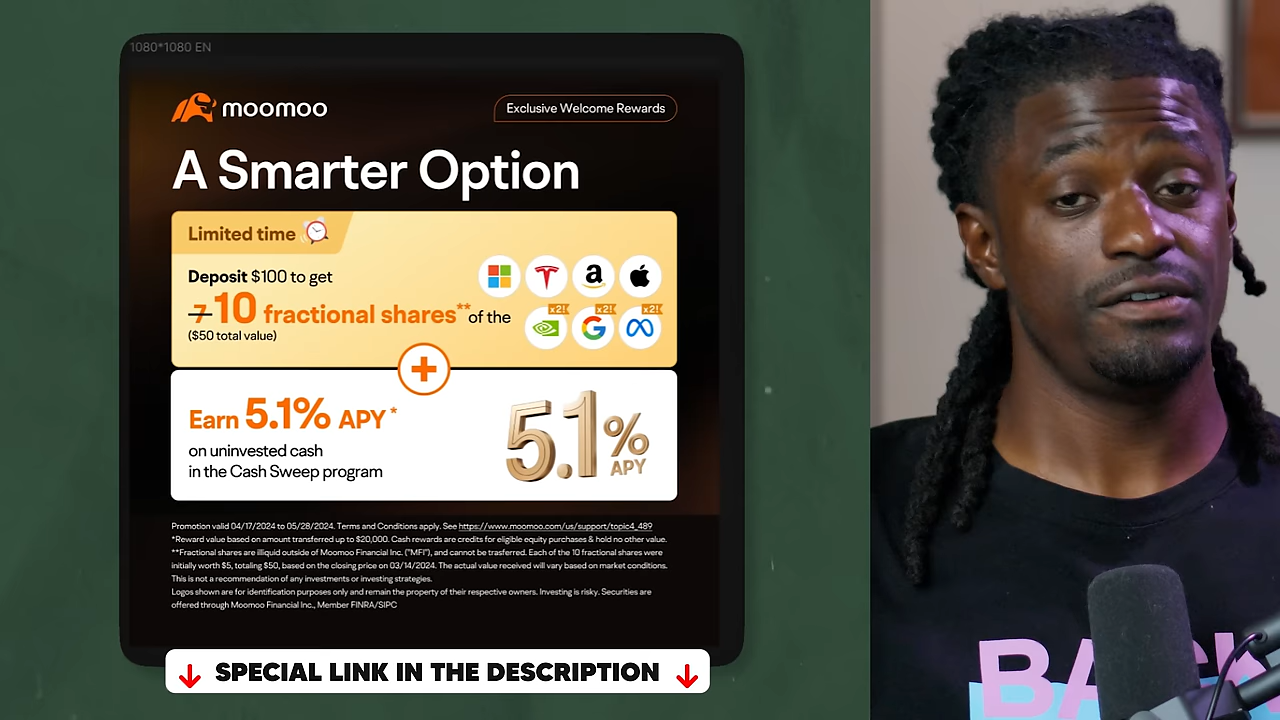 1080*1080 EN
moomoo
Exclusive Welcome Rewards
A Smarter Option
Limited time
Deposit $100 to get
7 10 fractional shares** of the
($50 total value)
a
x2
x2
x2
+
Earn 5.1% APY*
on uninvested cash
in the Cash Sweep program
5.1% APY
Promotion valid 04/17/2024 to 05/28/2024. Terms and Conditions apply. See https://www.moomoo.com/us/support/topic4_489
*Reward value based on amount transferred up to $20,000. Cash rewards are credits for eligible equity purchases & hold no other value.
**Fractional shares are illiquid outside of Moomoo Financial Inc. ("MFI"), and cannot be trasferred. Each of the 10 fractional shares were
initially worth $5, totaling $50, based on the closing price on 03/14/2024. The actual value received will vary based on market conditions.
This is not a recommendation of any investments or investing strategies.
Logos shown are for identification purposes only and remain the property of their respective owners. Investing is risky. Securities are
offered through Moomoo Financial Inc., Member FINRA/SIPC
SPECIAL LINK IN THE DESCRIPTION